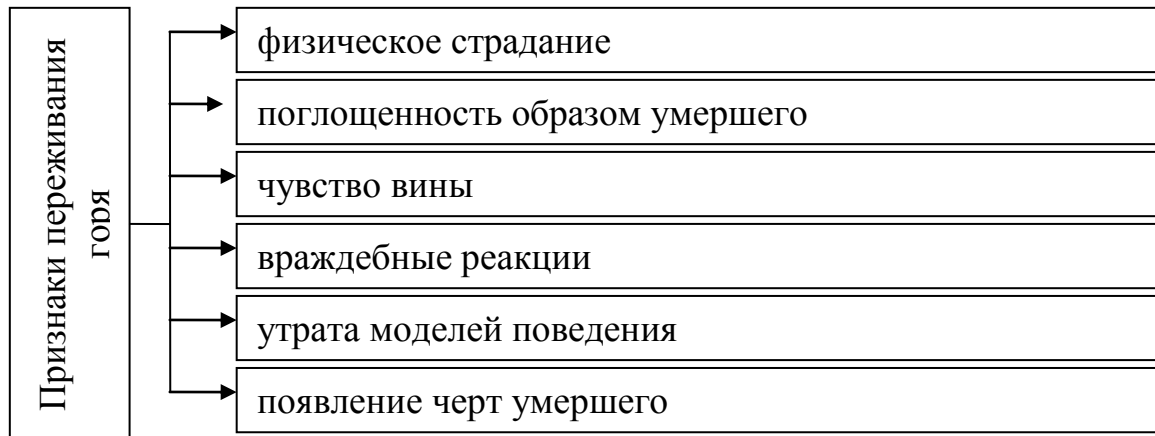 Признаки переживания
горя
физическое страдание
поглощенность образом умершего
чувство вины
враждебные реакции
утрата моделей поведения
появление черт умершего